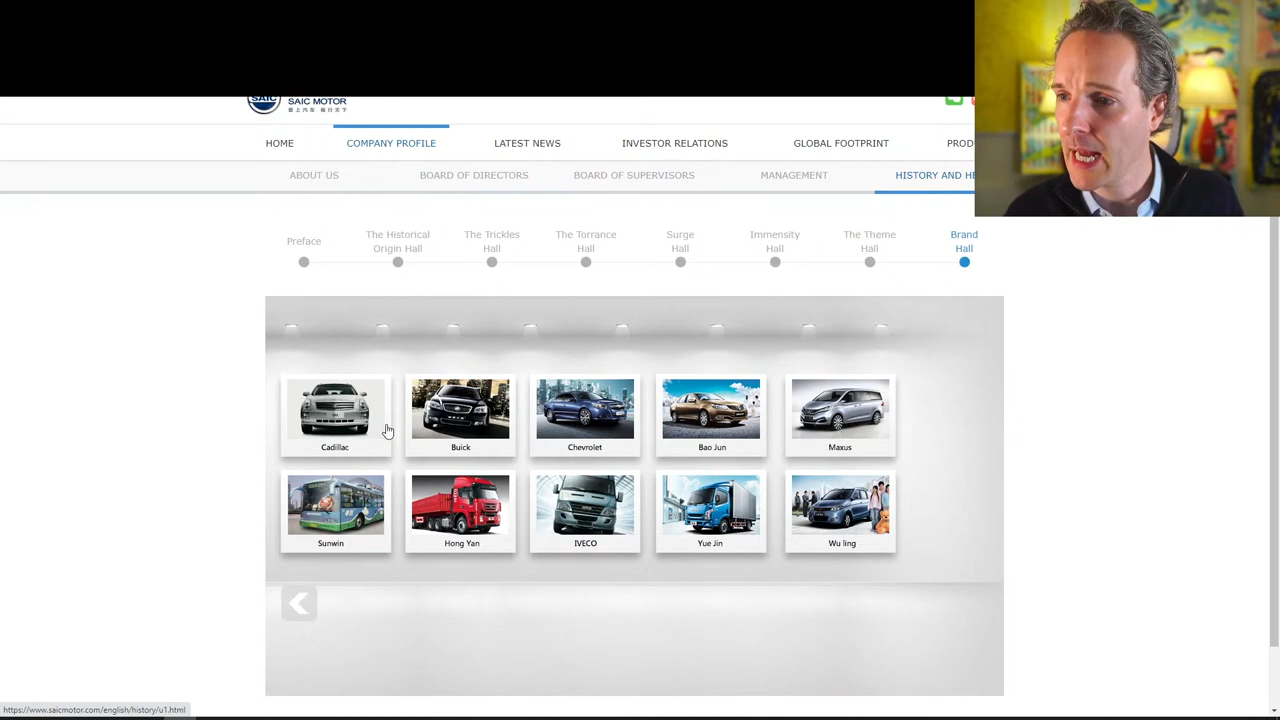 SAIC
SAIC MOTOR
HOME
COMPANY PROFILE
LATEST NEWS
INVESTOR RELATIONS
GLOBAL FOOTPRINT
PRODU
ABOUT US
BOARD OF DIRECTORS
BOARD OF SUPERVISORS
MANAGEMENT
HISTORY AND HE
Preface
The Historical
Origin Hall
The Trickles
Hall
The Torrance
Hall
Surge
Hall
Immensity
Hall
The Theme
Hall
Brand
Hall
Cadillac
Buick
Chevrolet
Bao Jun
Maxus
Sunwin
Hong Yan
IVECO
Yue Jin
Wu ling
https://www.saicmotor.com/english/history/u1.html